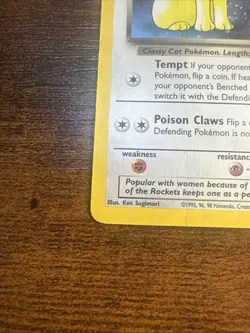 Classy Cat Pokémon. Length:
Tempt If your opponent
Pokémon, flip a coin. If hea
your opponent's Benched
switch it with the Defendin
Poison Claws Flip a
Defending Pokémon is no
weakness
resistanc
Popular with women because of
of the Rockets keeps one as a pe
Illus. Ken Sugimori
©1995, 96, 98 Nintendo, Creat